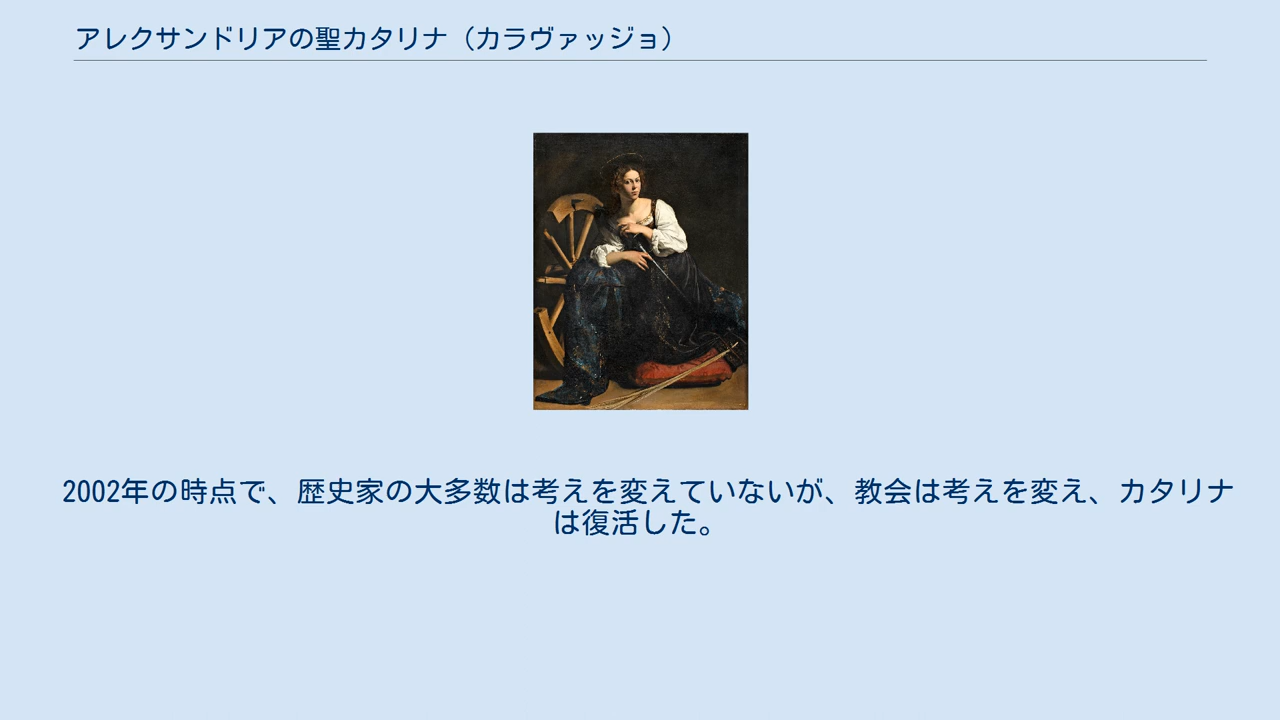 アレクサンドリアの聖カタリナ（カラヴァッジョ）
2002年の時点で、歴史家の大多数は考えを変えていないが、教会は考えを変え、カタリナ
は復活した。